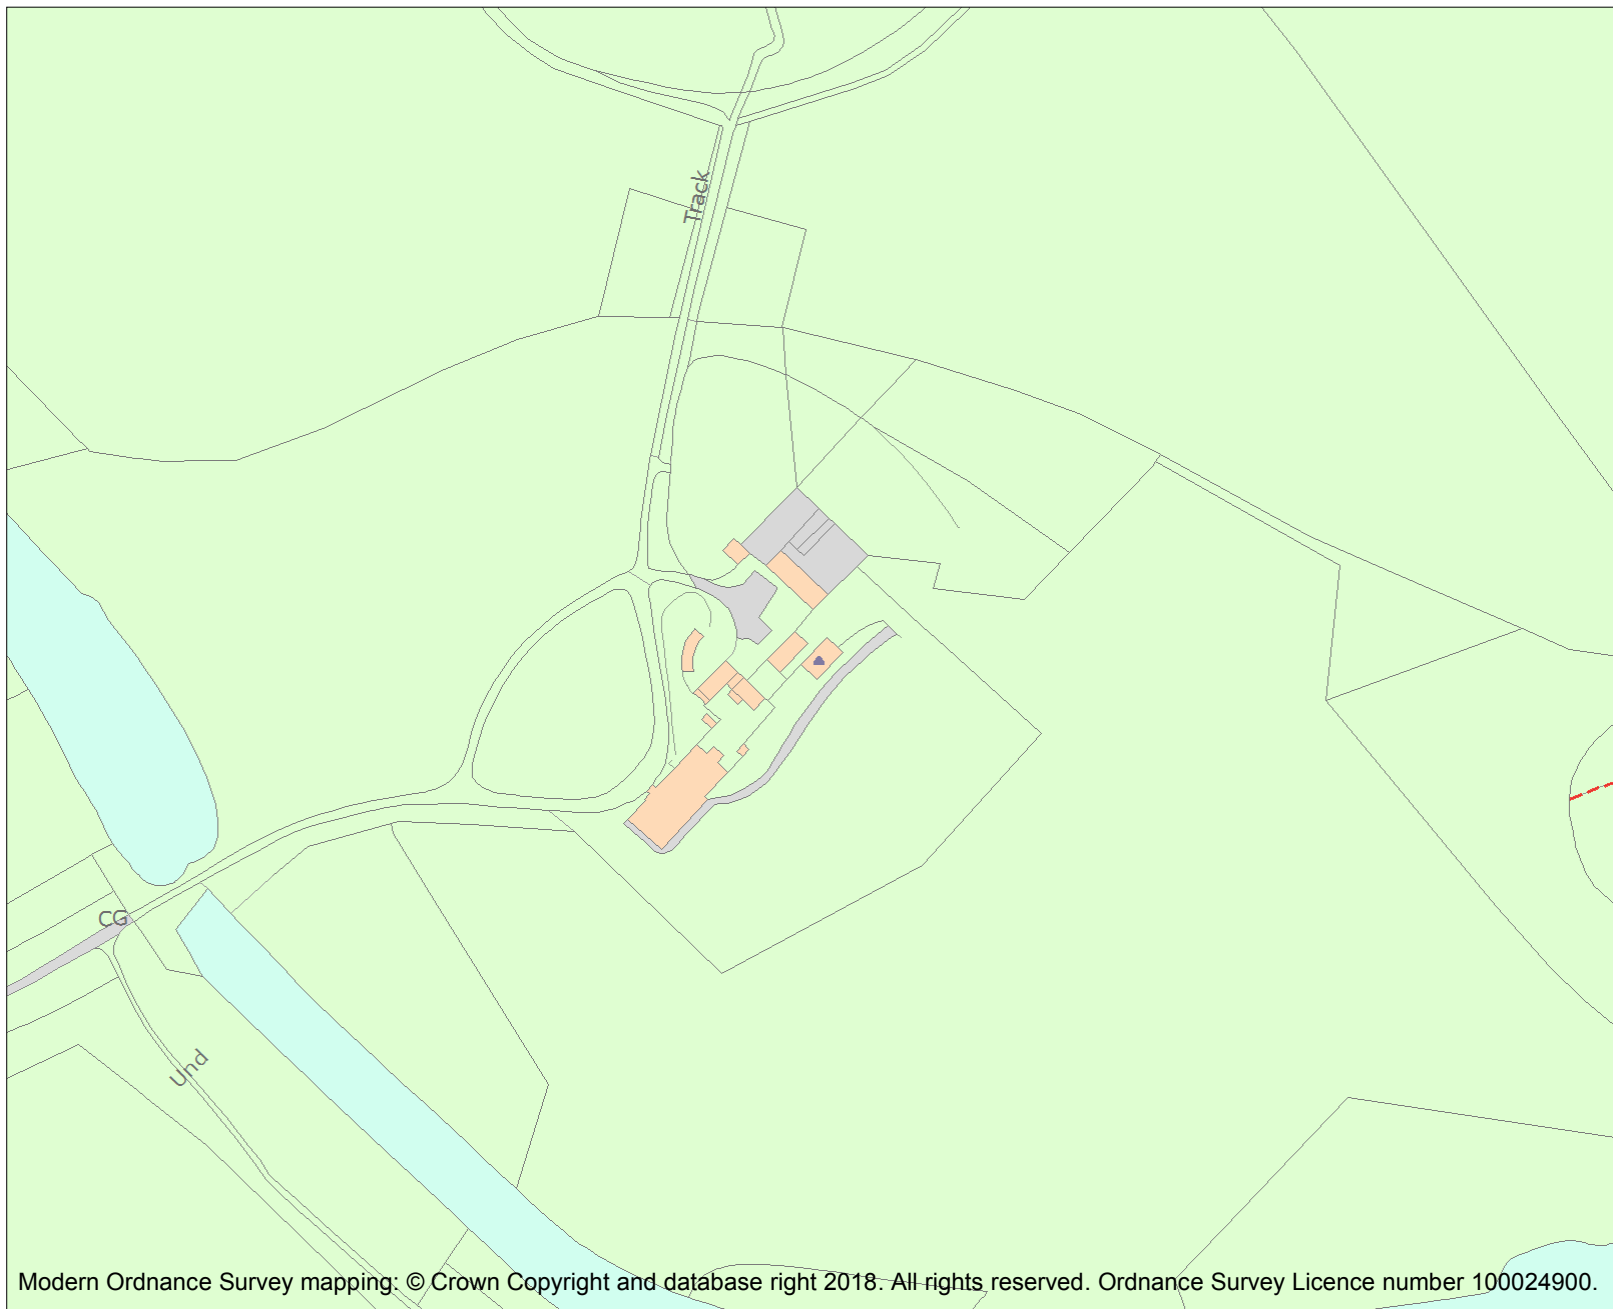 Track
CG
Und
Modern Ordnance Survey mapping: © Crown Copyright and database right 2018. All rights reserved. Ordnance Survey Licence number 100024900.